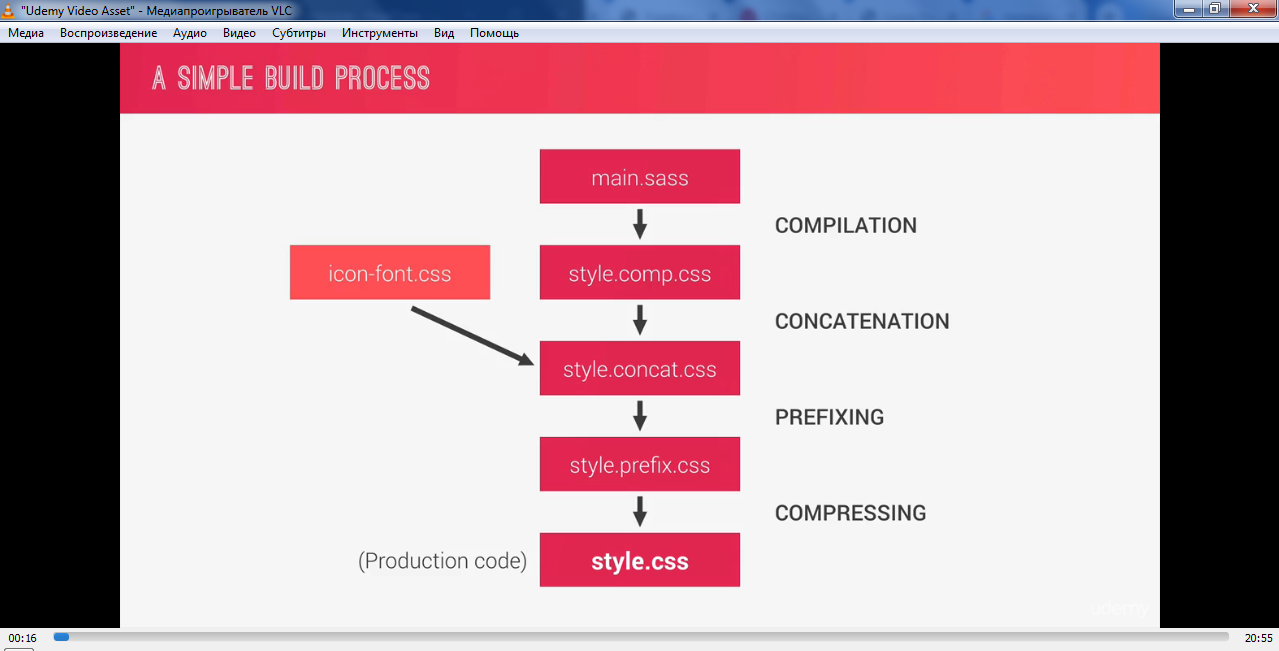 "Udemy Video Asset" - Медиапроигрыватель VLC
Медиа Воспроизведение Аудио Видео Субтитры Инструменты Вид Помощь
A SIMPLE BUILD PROCESS
main.sass
COMPILATION
icon-font.css
style.comp.css
CONCATENATION
style.concat.css
PREFIXING
style.prefix.css
COMPRESSING
(Production code)
style.css
udemy
00:16
20:55